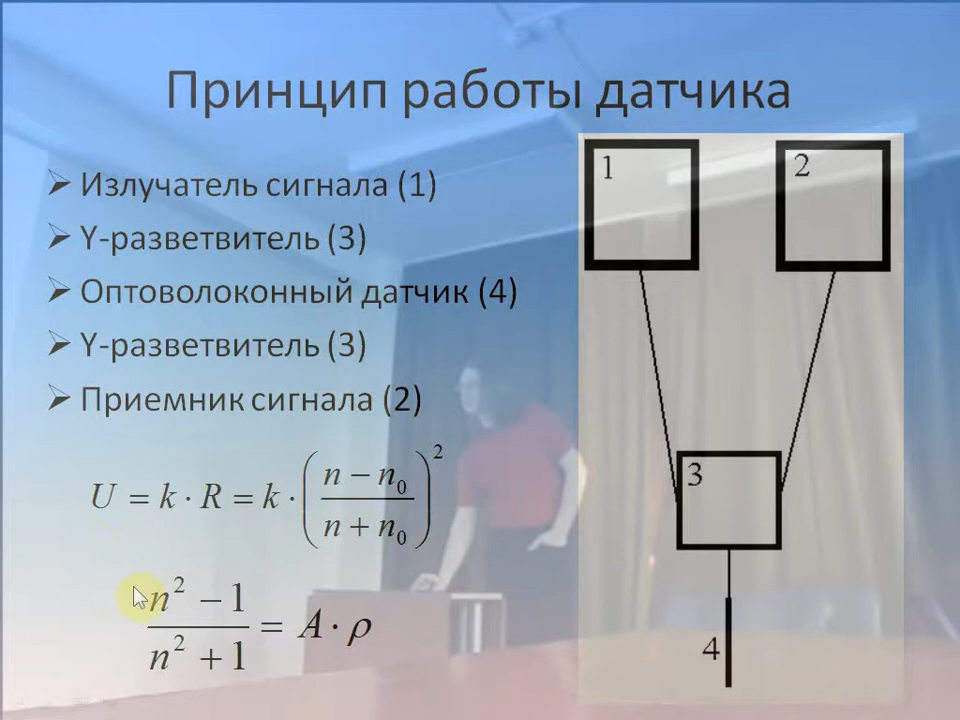 Принцип работы датчика
Излучатель сигнала (1)
Y-разветвитель (3)
Оптоволоконный датчик (4)
Y-разветвитель (3)
Приемник сигнала (2)
U = k · R = k · ((n − n₀)/(n + n₀))²
(n² − 1)/(n² + 1) = A · ρ
1
2
3
4